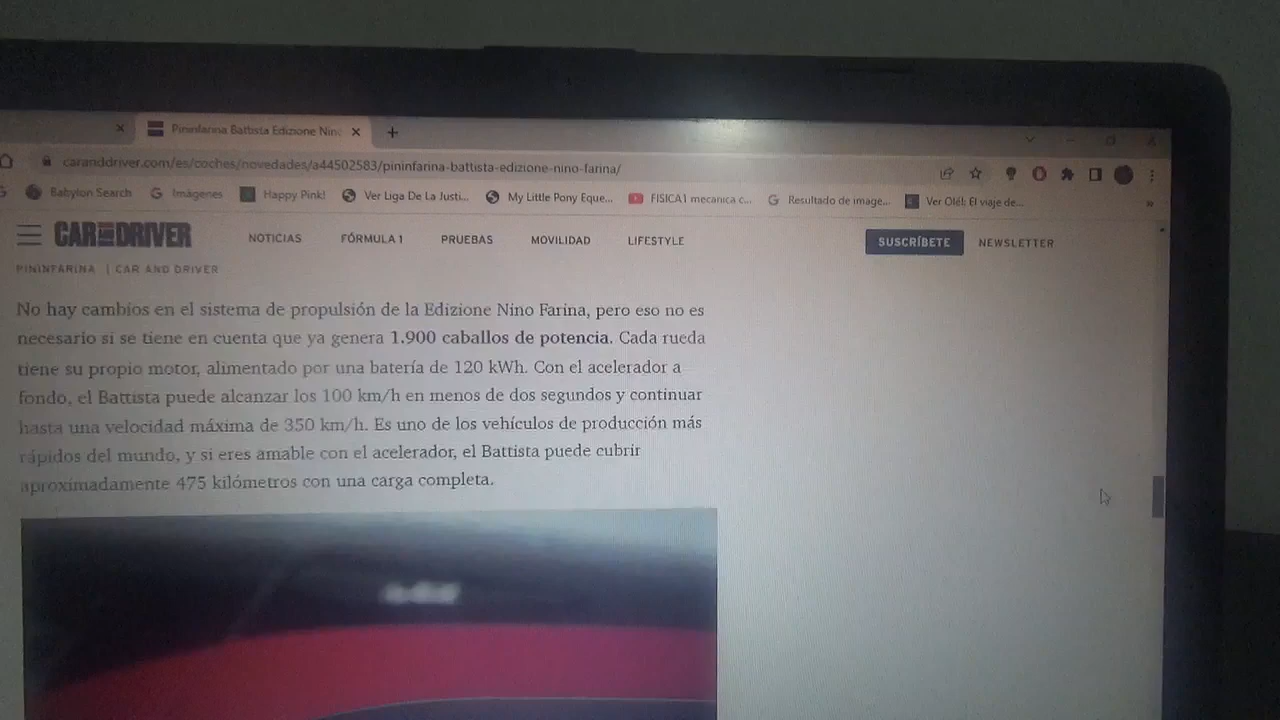 Pininfarina Battista Edizione Nin
caranddriver.com/es/coches/novedades/a44502583/pininfarina-battista-edizione-nino-farina/
Babylon Search Imágenes Happy Pink! Ver Liga De La Justi... My Little Pony Eque... FISICA I mecanica c... Resultado de image... Ver Olé!: El viaje de... »
CAR AND DRIVER NOTICIAS FÓRMULA 1 PRUEBAS MOVILIDAD LIFESTYLE SUSCRÍBETE NEWSLETTER
PININFARINA | CAR AND DRIVER
No hay cambios en el sistema de propulsión de la Edizione Nino Farina, pero eso no es
necesario si se tiene en cuenta que ya genera 1.900 caballos de potencia. Cada rueda
tiene su propio motor, alimentado por una batería de 120 kWh. Con el acelerador a
fondo, el Battista puede alcanzar los 100 km/h en menos de dos segundos y continuar
hasta una velocidad máxima de 350 km/h. Es uno de los vehículos de producción más
rápidos del mundo, y si eres amable con el acelerador, el Battista puede cubrir
aproximadamente 475 kilómetros con una carga completa.